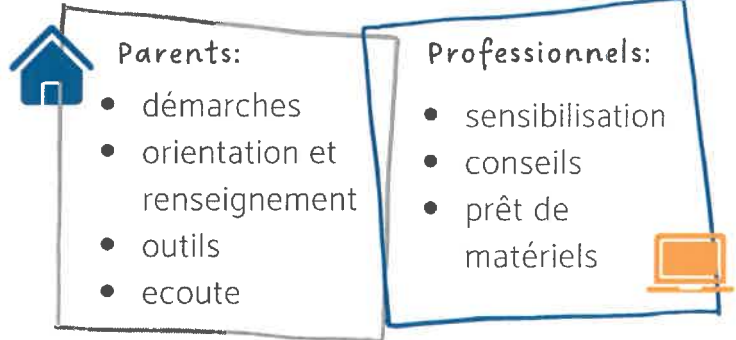 Parents:
• démarches
• orientation et
renseignement
• outils
• ecoute
Professionnels:
• sensibilisation
• conseils
• prêt de
matériels